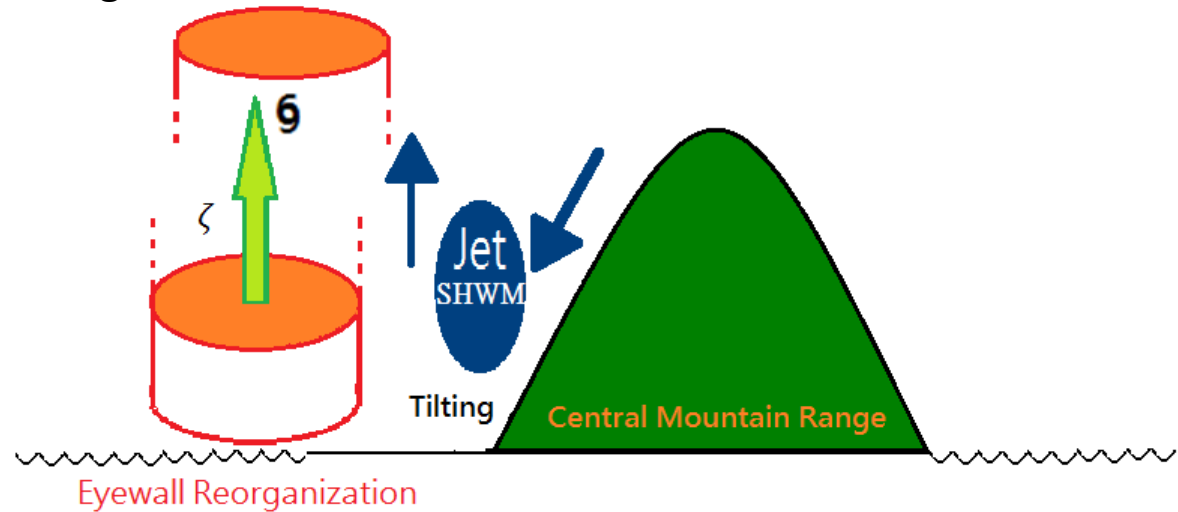 ζ
Jet
SHWM
Tilting
Central Mountain Range
Eyewall Reorganization